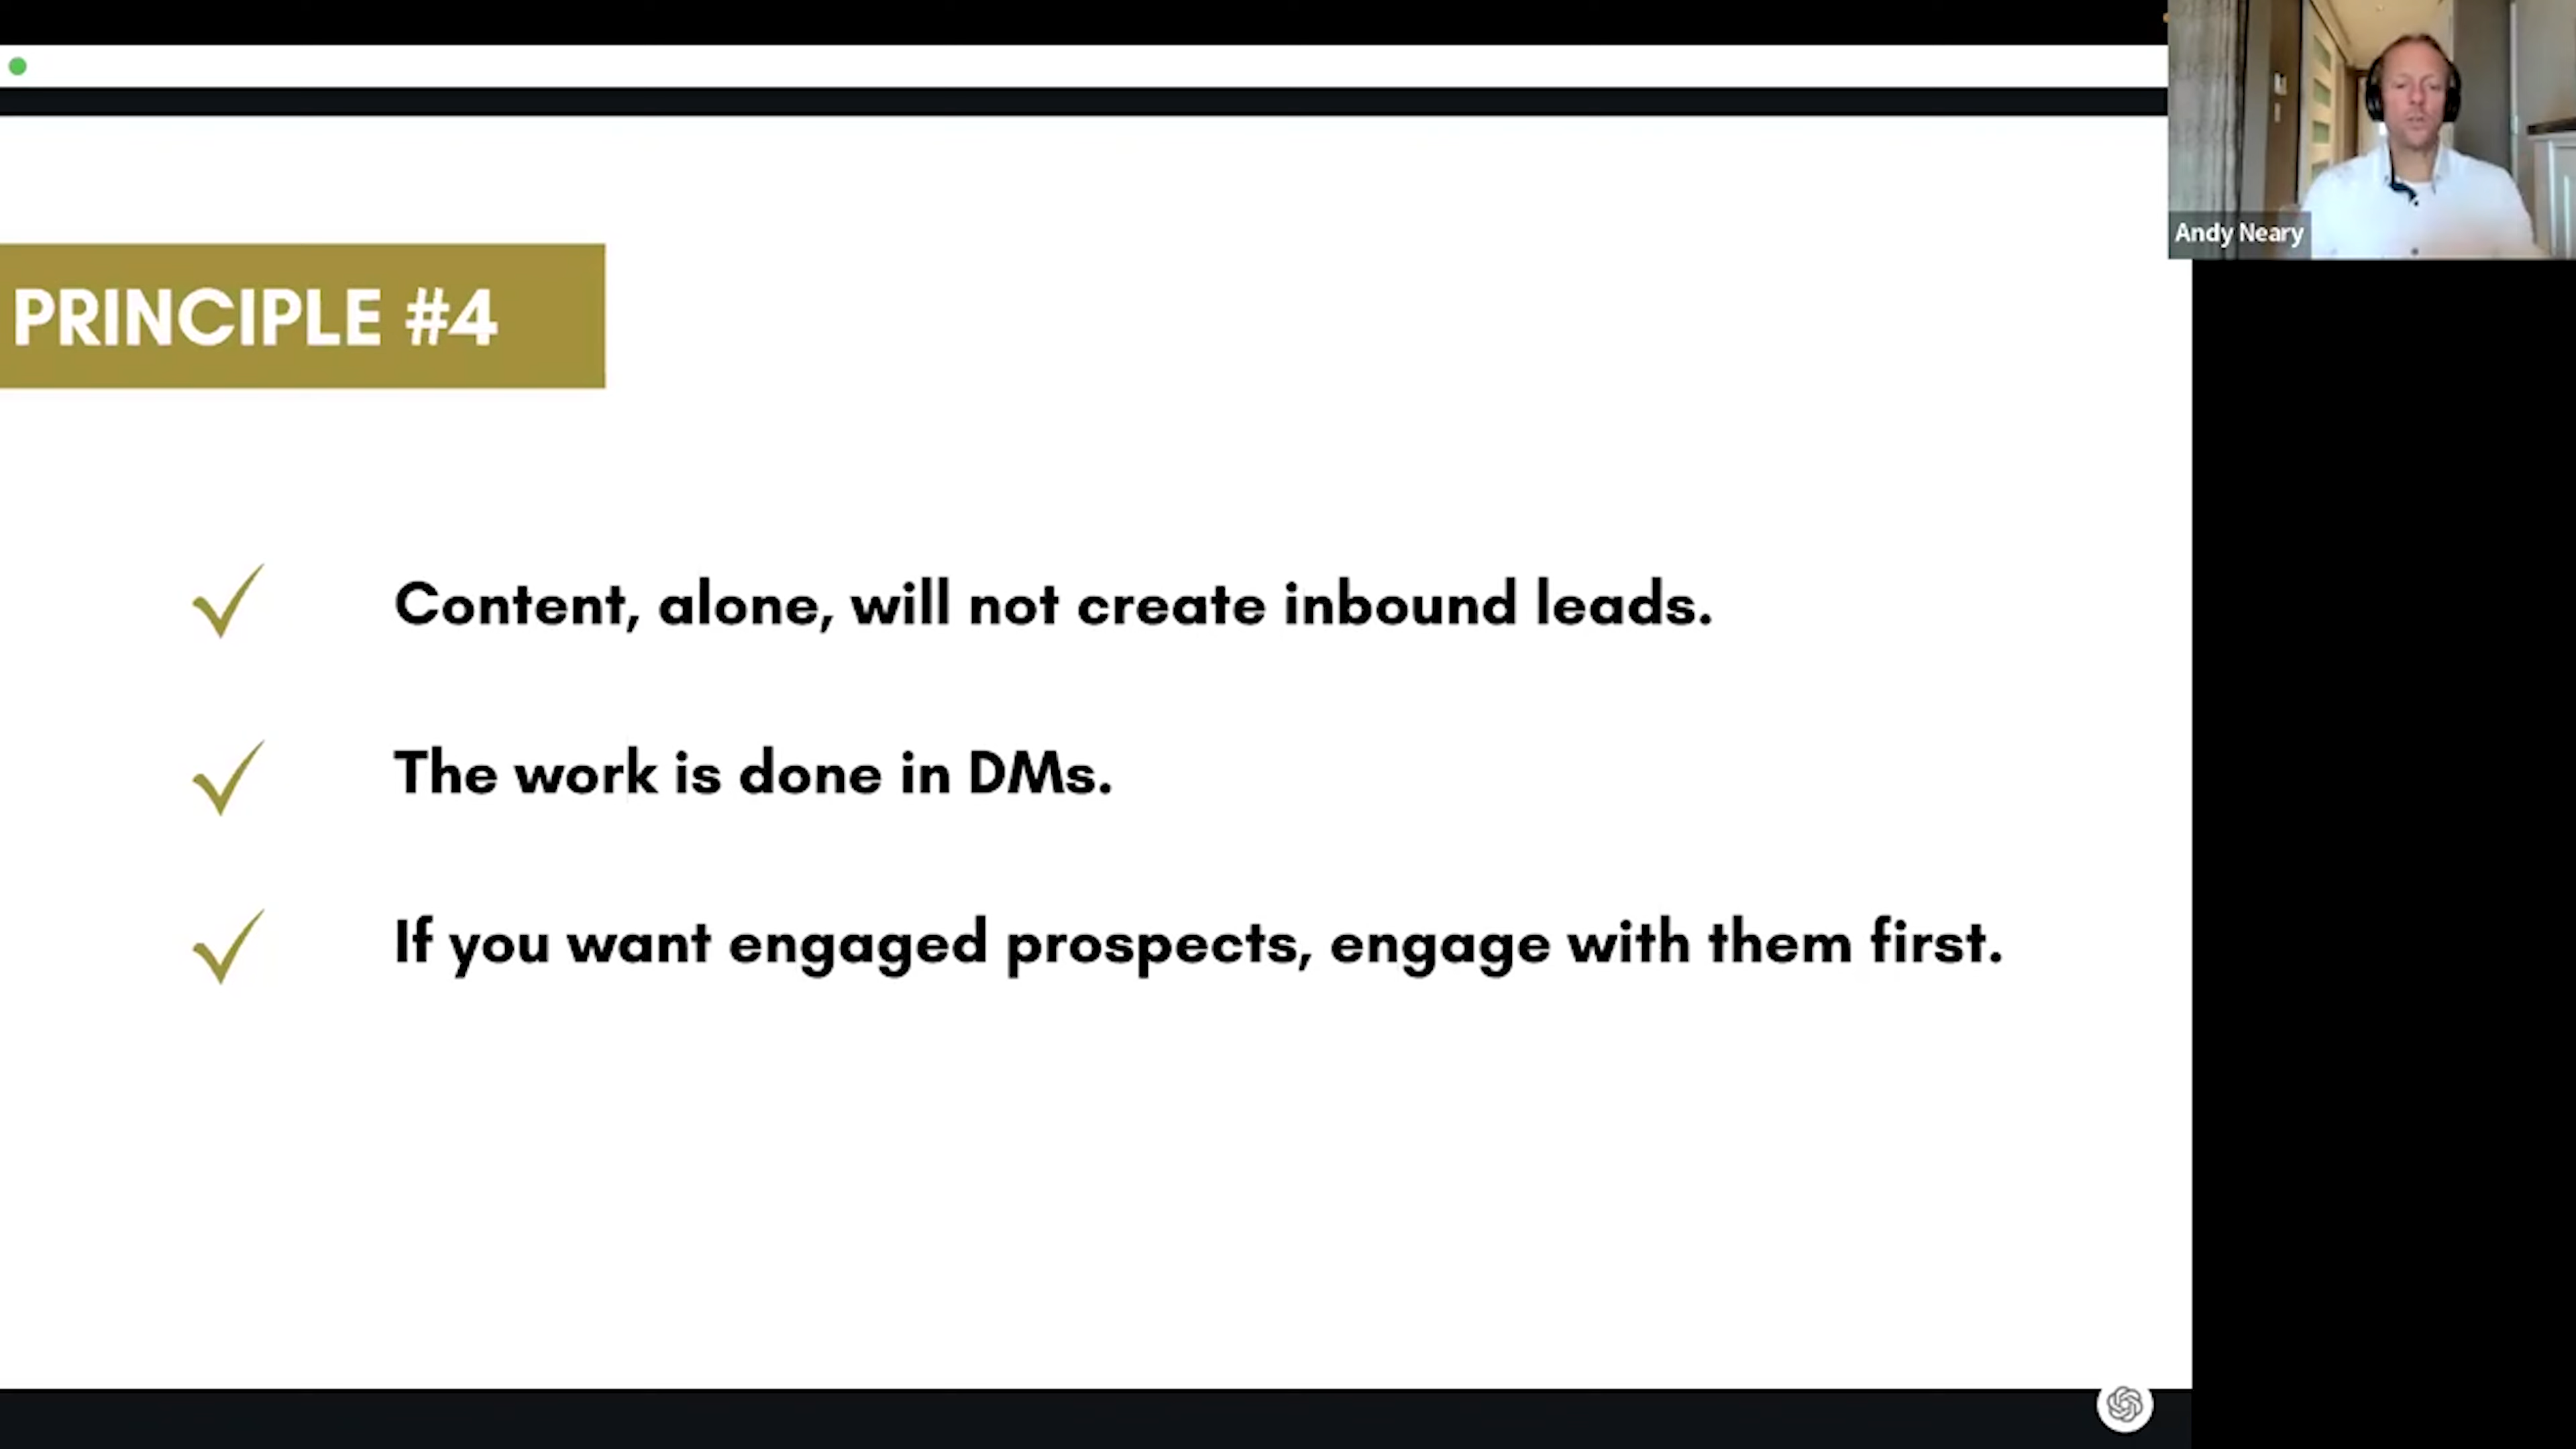 Andy Neary
PRINCIPLE #4
Content, alone, will not create inbound leads.
The work is done in DMs.
If you want engaged prospects, engage with them first.